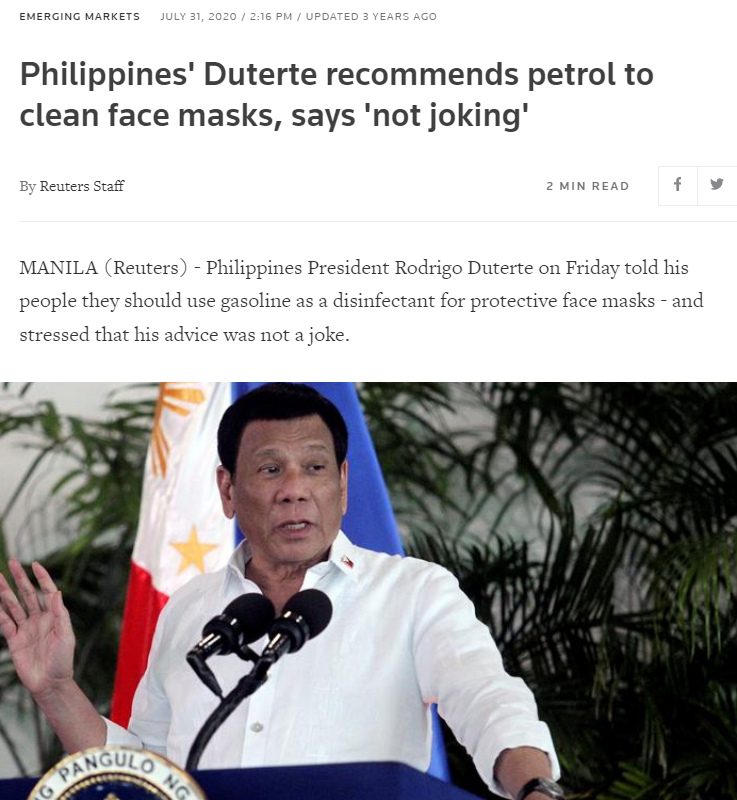 EMERGING MARKETS JULY 31, 2020 / 2:16 PM / UPDATED 3 YEARS AGO
Philippines' Duterte recommends petrol to
clean face masks, says 'not joking'
By Reuters Staff 2 MIN READ
MANILA (Reuters) - Philippines President Rodrigo Duterte on Friday told his
people they should use gasoline as a disinfectant for protective face masks - and
stressed that his advice was not a joke.
PANGULO NG